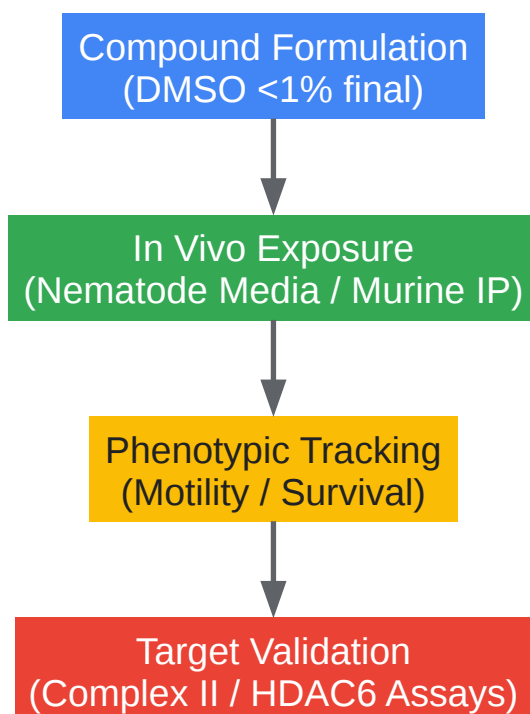 Compound Formulation
(DMSO <1% final)
In Vivo Exposure
(Nematode Media / Murine IP)
Phenotypic Tracking
(Motility / Survival)
Target Validation
(Complex II / HDAC6 Assays)